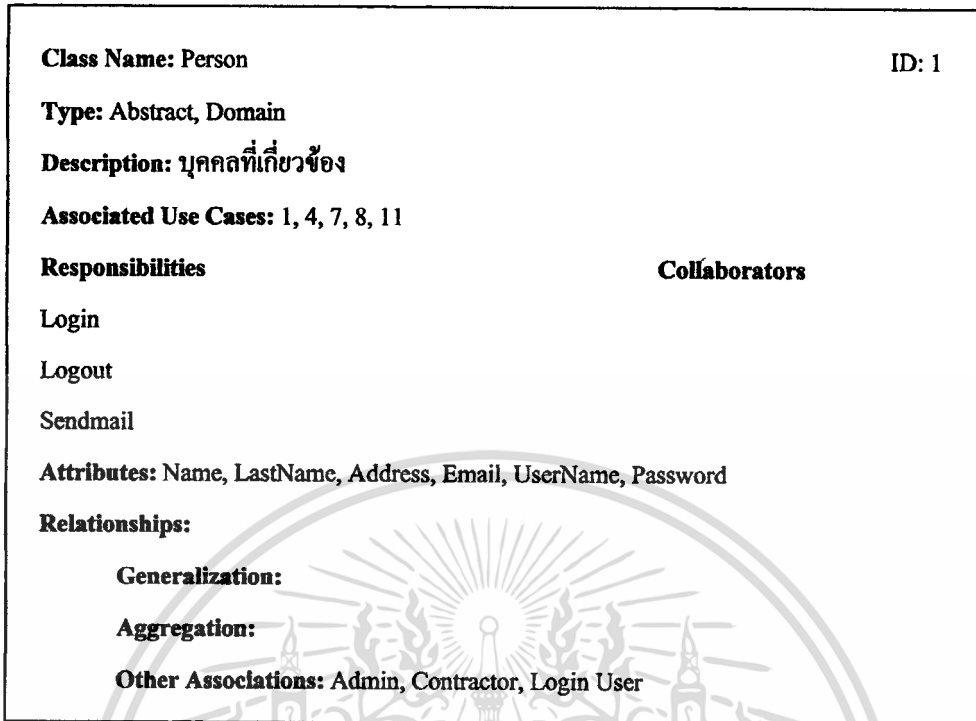 Class Name: Person ID: 1
Type: Abstract, Domain
Description: บุคคลที่เกี่ยวข้อง
Associated Use Cases: 1, 4, 7, 8, 11
Responsibilities Collaborators
Login
Logout
Sendmail
Attributes: Name, LastName, Address, Email, UserName, Password
Relationships:
Generalization:
Aggregation:
Other Associations: Admin, Contractor, Login User